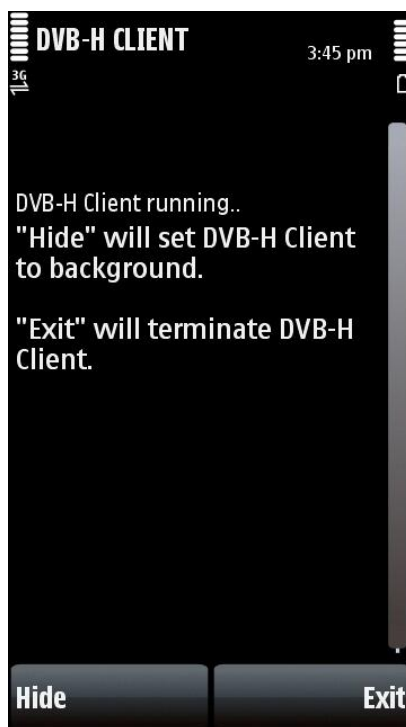 DVB-H CLIENT
3:45 pm
3G
DVB-H Client running..
"Hide" will set DVB-H Client
to background.
"Exit" will terminate DVB-H
Client.
Hide
Exit